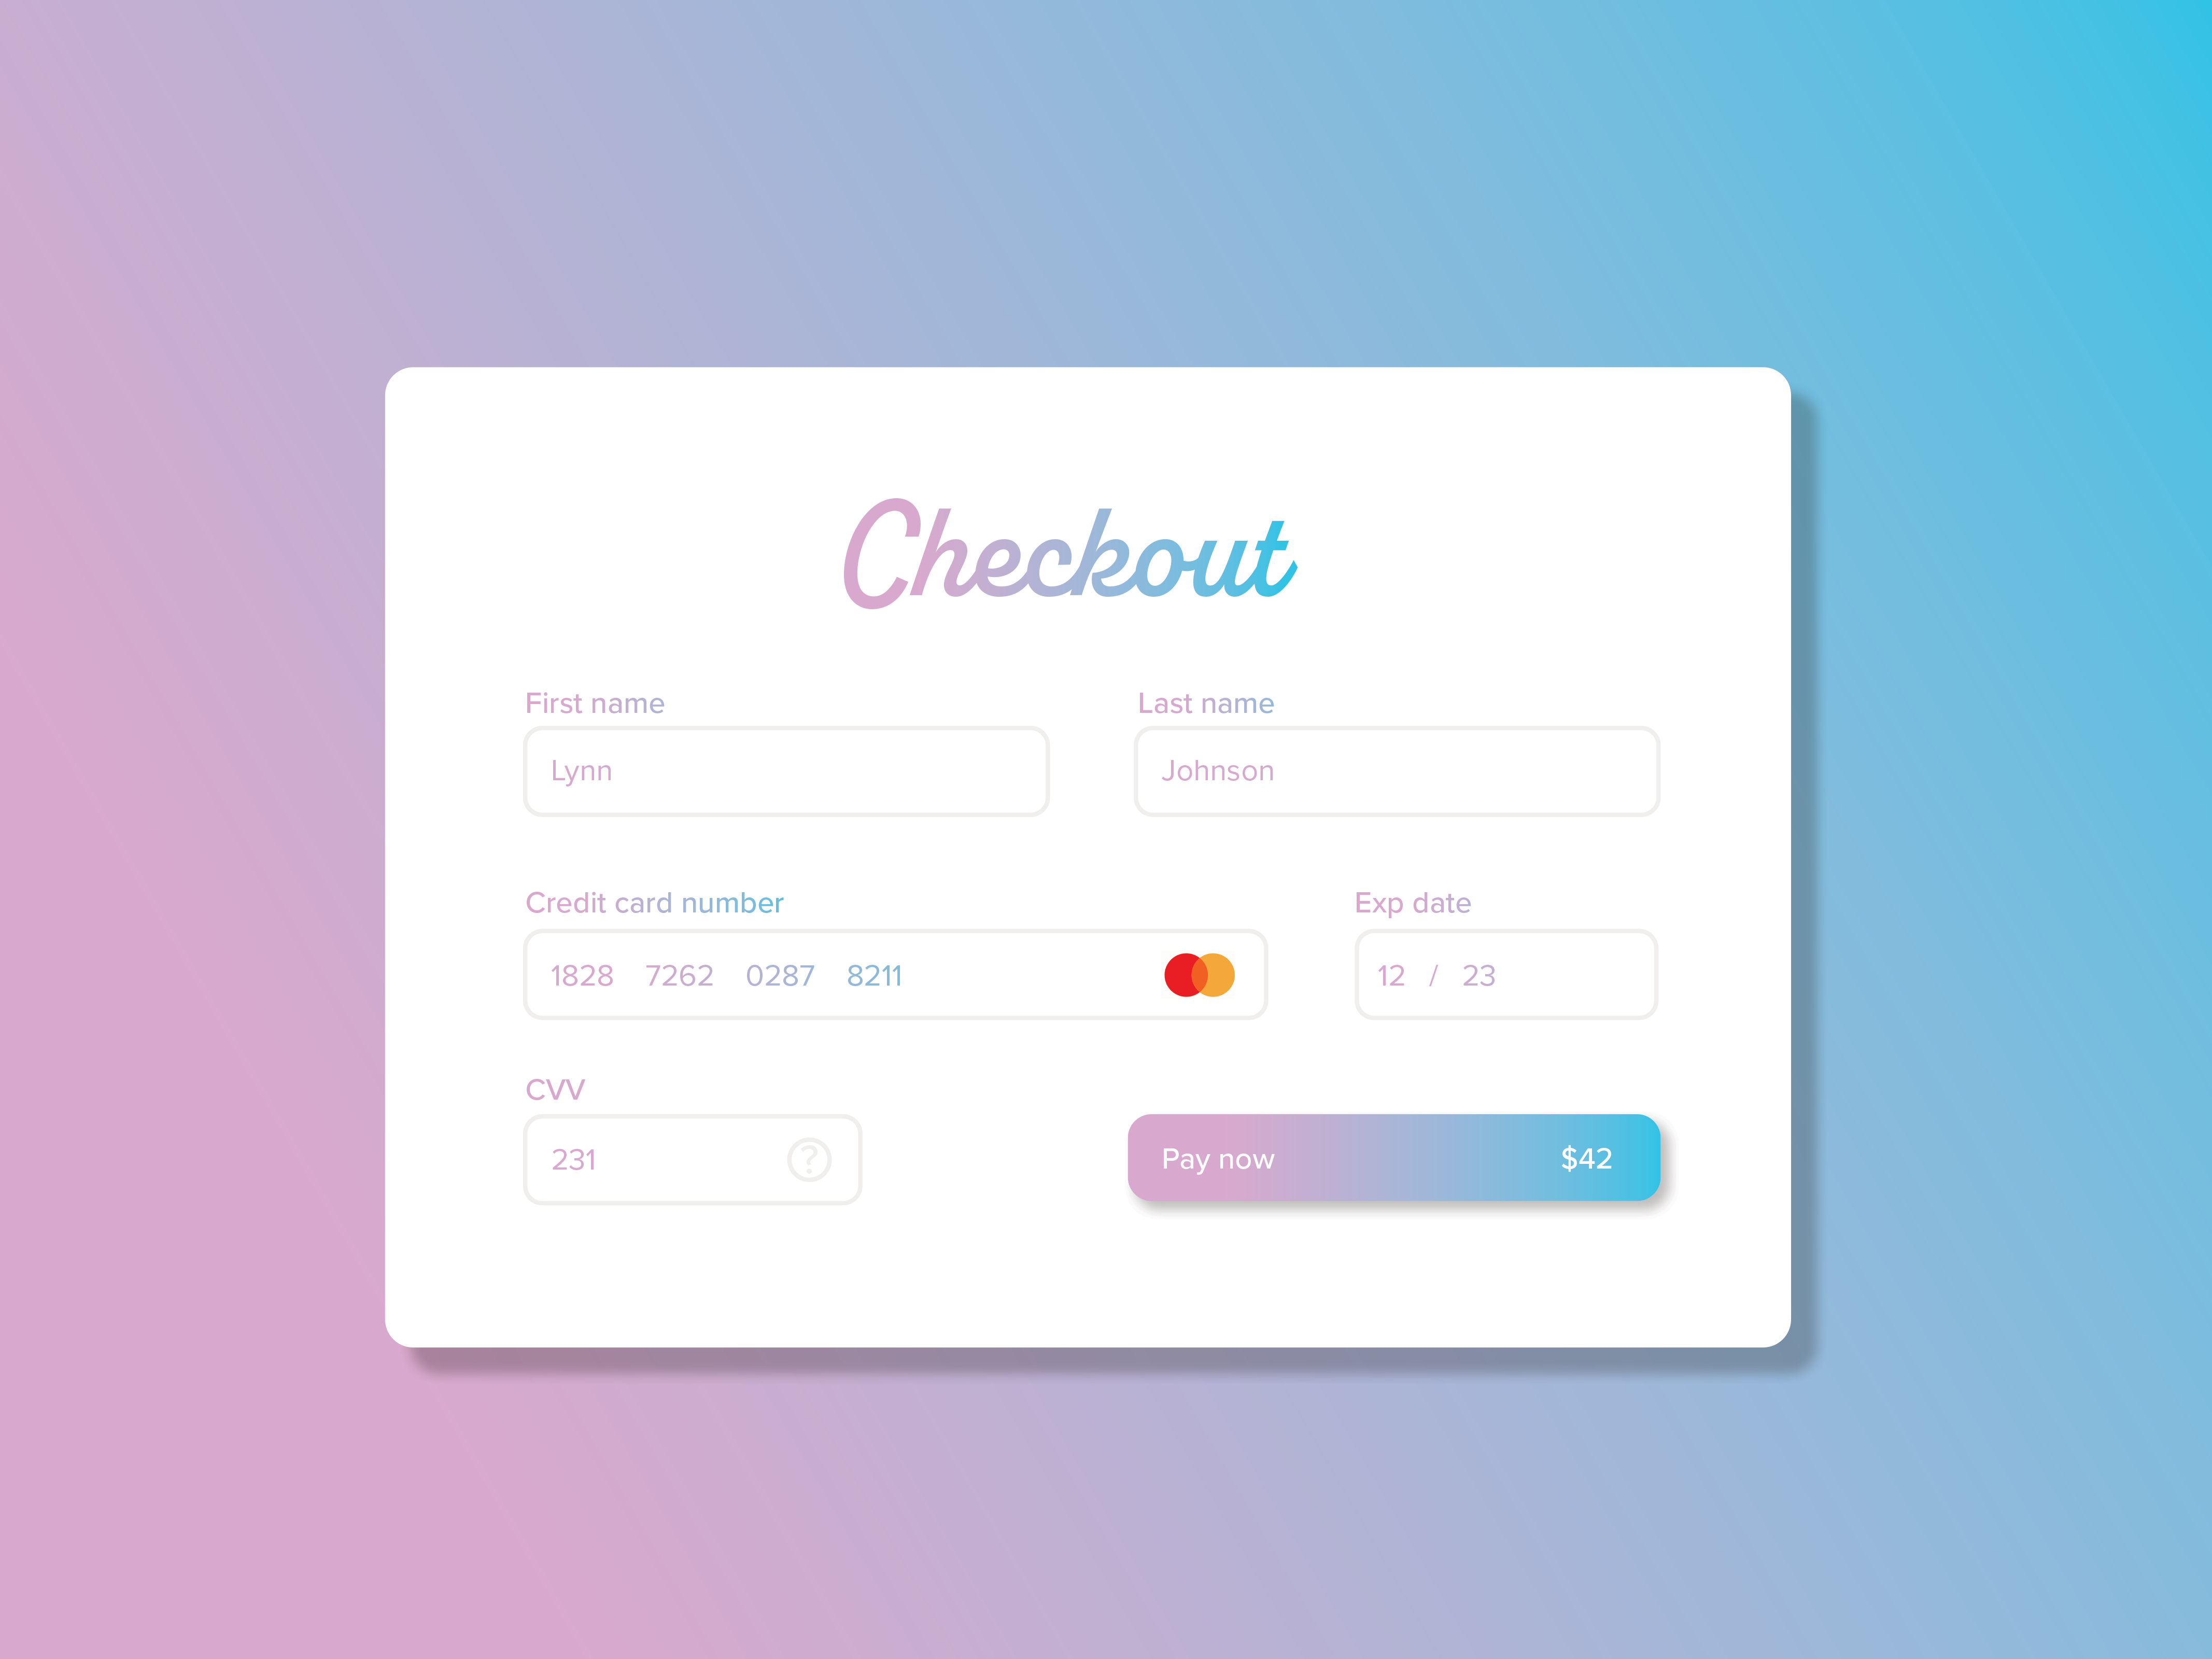 Checkout
First name Last name
Lynn Johnson
Credit card number Exp date
1828 7262 0287 8211 12 / 23
CVV
231 ? Pay now $42